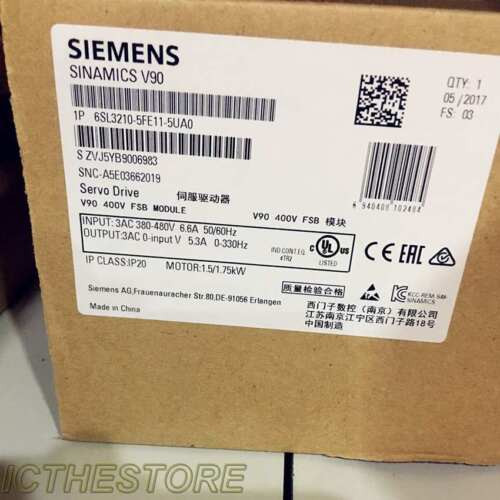 SIEMENS
SINAMICS V90
QTY: 1
05/2017
FS: 03
1P 6SL3210-5FE11-5UA0
S ZVJ5YB9006983
SNC-A5E03662019
Servo Drive 伺服驱动器
V90 400V FSB MODULE V90 400V FSB 模块
INPUT: 3AC 380-480V 6.6A 50/60Hz
OUTPUT:3AC 0-input V 5.3A 0-330Hz
IND.CONT.EQ.
C UL US
LISTED
CE EAC
IP CLASS:IP20 MOTOR:1.5/1.75kW
质量检验合格
Siemens AG,Frauenauracher Str.80,DE-91056 Erlangen
Made in China
西门子数控（南京）有限公司
江苏南京江宁区西门子路18号
中国制造
SINAMICS
ICTHESTORE